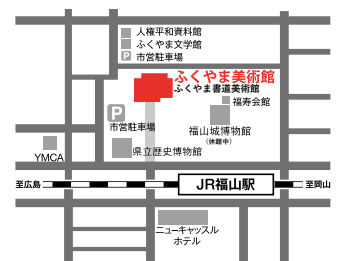 人権平和資料館
ふくやま文学館
P 市営駐車場
ふくやま美術館
ふくやま書道美術館
福寿会館
P
市営駐車場
福山城博物館
(休館中)
県立歴史博物館
YMCA
至広島
JR福山駅
至岡山
ニューキャッスル
ホテル